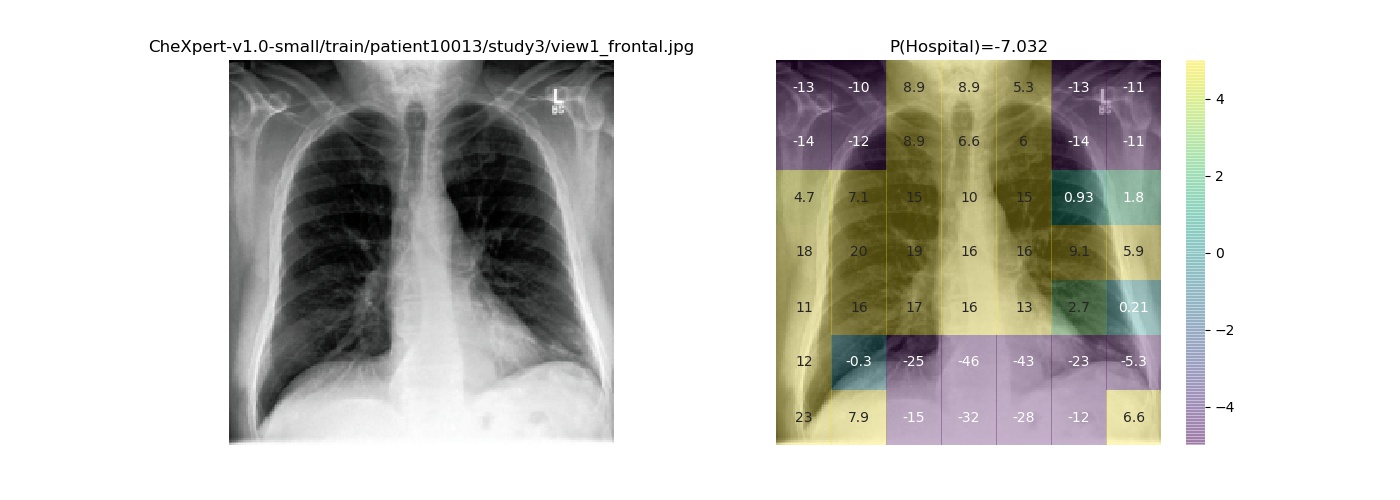 CheXpert-v1.0-small/train/patient10013/study3/view1_frontal.jpg
L
P(Hospital)=-7.032
-13 -10 8.9 8.9 5.3 -13 -11
-14 -12 8.9 6.6 6 -14 -11
4.7 7.1 15 10 15 0.93 1.8
18 20 19 16 16 9.1 5.9
11 16 17 16 13 2.7 0.21
12 -0.3 -25 -46 -43 -23 -5.3
23 7.9 -15 -32 -28 -12 6.6
L
4
2
0
−2
−4